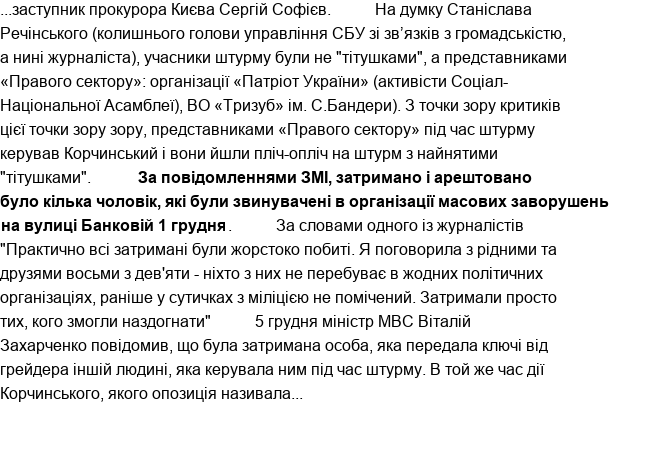 ...заступник прокурора Києва Сергій Софієв. На думку Станіслава
Речінського (колишнього голови управління СБУ зі зв’язків з громадськістю,
а нині журналіста), учасники штурму були не "тітушками", а представниками
«Правого сектору»: організації «Патріот України» (активісти Соціал-
Національної Асамблеї), ВО «Тризуб» ім. С.Бандери). З точки зору критиків
цієї точки зору зору, представниками «Правого сектору» під час штурму
керував Корчинський і вони йшли пліч-опліч на штурм з найнятими
"тітушками". За повідомленнями ЗМІ, затримано і арештовано
було кілька чоловік, які були звинувачені в організації масових заворушень
на вулиці Банковій 1 грудня. За словами одного із журналістів
"Практично всі затримані були жорстоко побиті. Я поговорила з рідними та
друзями восьми з дев'яти - ніхто з них не перебуває в жодних політичних
організаціях, раніше у сутичках з міліцією не помічений. Затримали просто
тих, кого змогли наздогнати" 5 грудня міністр МВС Віталій
Захарченко повідомив, що була затримана особа, яка передала ключі від
грейдера іншій людині, яка керувала ним під час штурму. В той же час дії
Корчинського, якого опозиція називала...